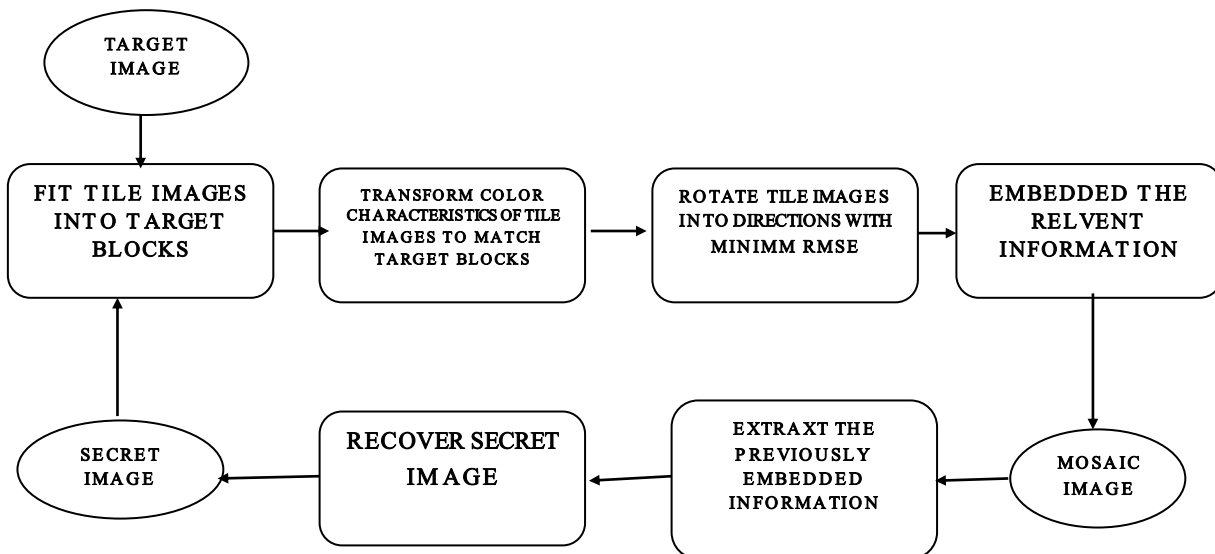 TARGET
IMAGE
FIT TILE IMAGES
INTO TARGET
BLOCKS
TRANSFORM COLOR
CHARACTERISTICS OF TILE
IMAGES TO MATCH
TARGET BLOCKS
ROTATE TILE IMAGES
INTO DIRECTIONS WITH
MINIMM RMSE
EMBEDDED THE
RELVENT
INFORMATION
SECRET
IMAGE
RECOVER SECRET
IMAGE
EXTRAXT THE
PREVIOUSLY
EMBEDDED
INFORMATION
MOSAIC
IMAGE